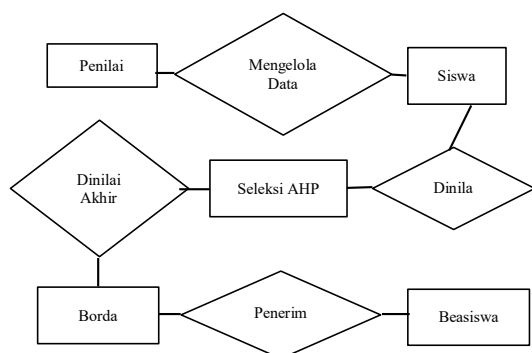 Penilai
Mengelola
Data
Siswa
Dinilai
Akhir
Seleksi AHP
Dinila
Borda
Penerim
Beasiswa